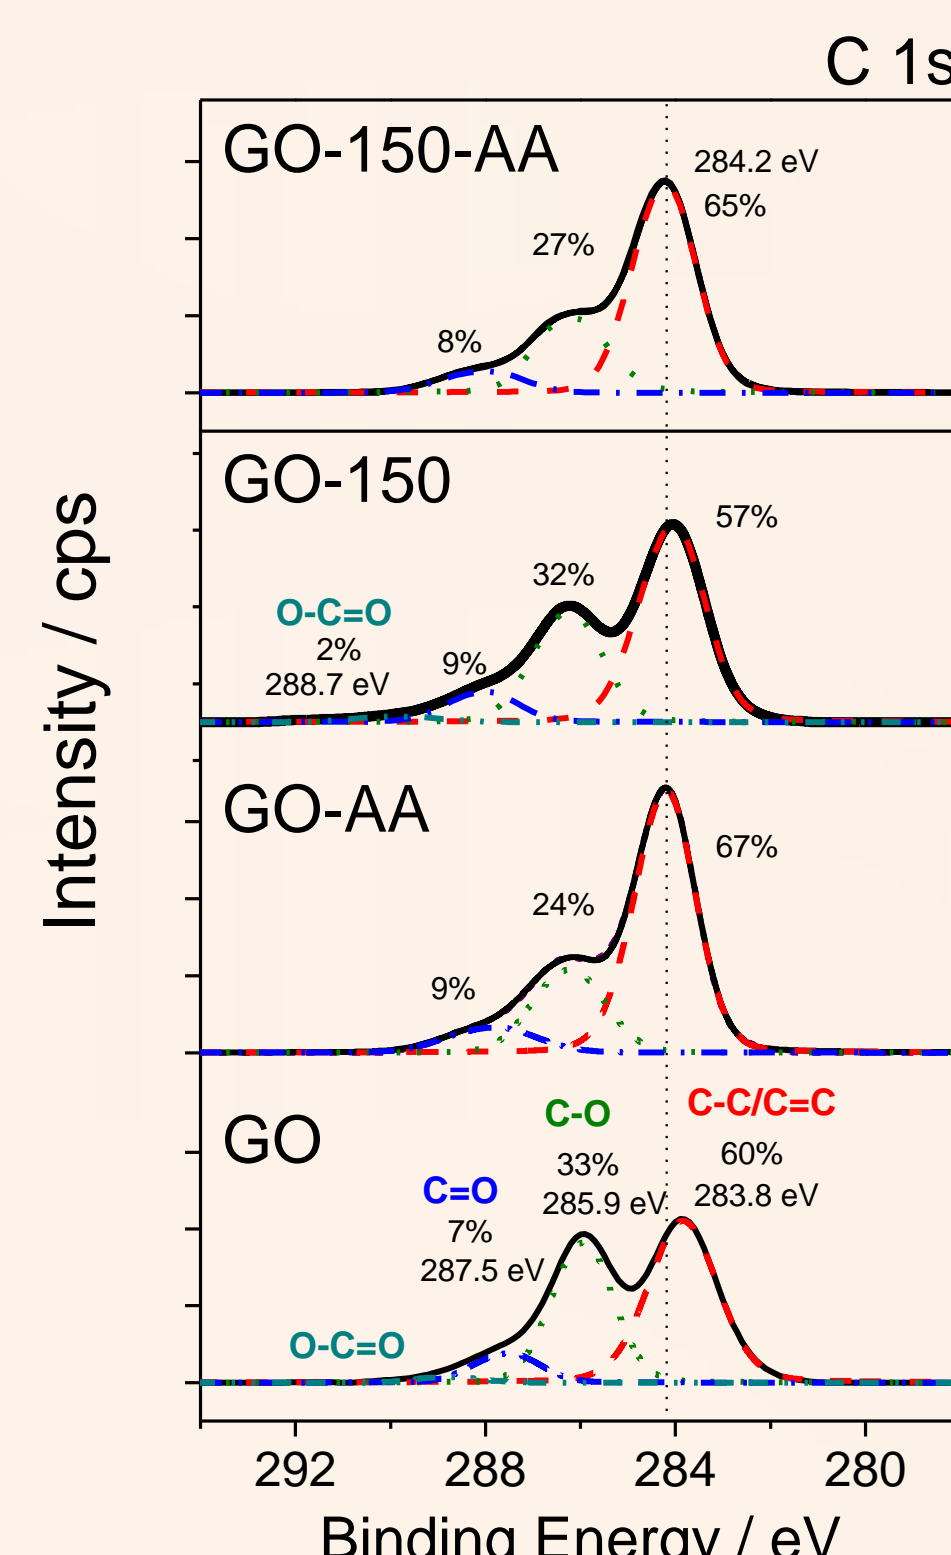 C 1s
GO-150-AA
284.2 eV
65%
27%
8%
GO-150
57%
32%
O-C=O
2%
288.7 eV
9%
Intensity / cps
GO-AA
67%
24%
9%
GO
C-O
C-C/C=C
33%
285.9 eV
60%
283.8 eV
C=O
7%
287.5 eV
O-C=O
292 288 284 280
Binding Energy / eV